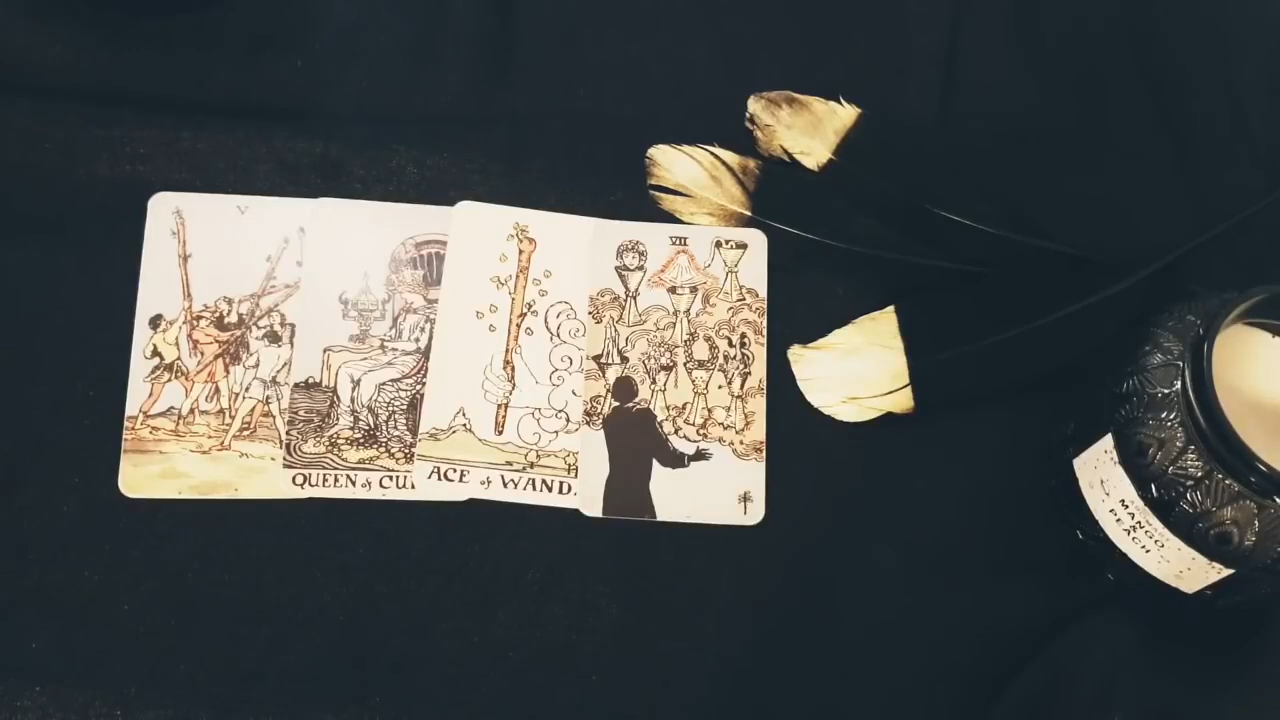 V
QUEEN of CU
ACE of WAND
VII
MANGO
&
PEACH